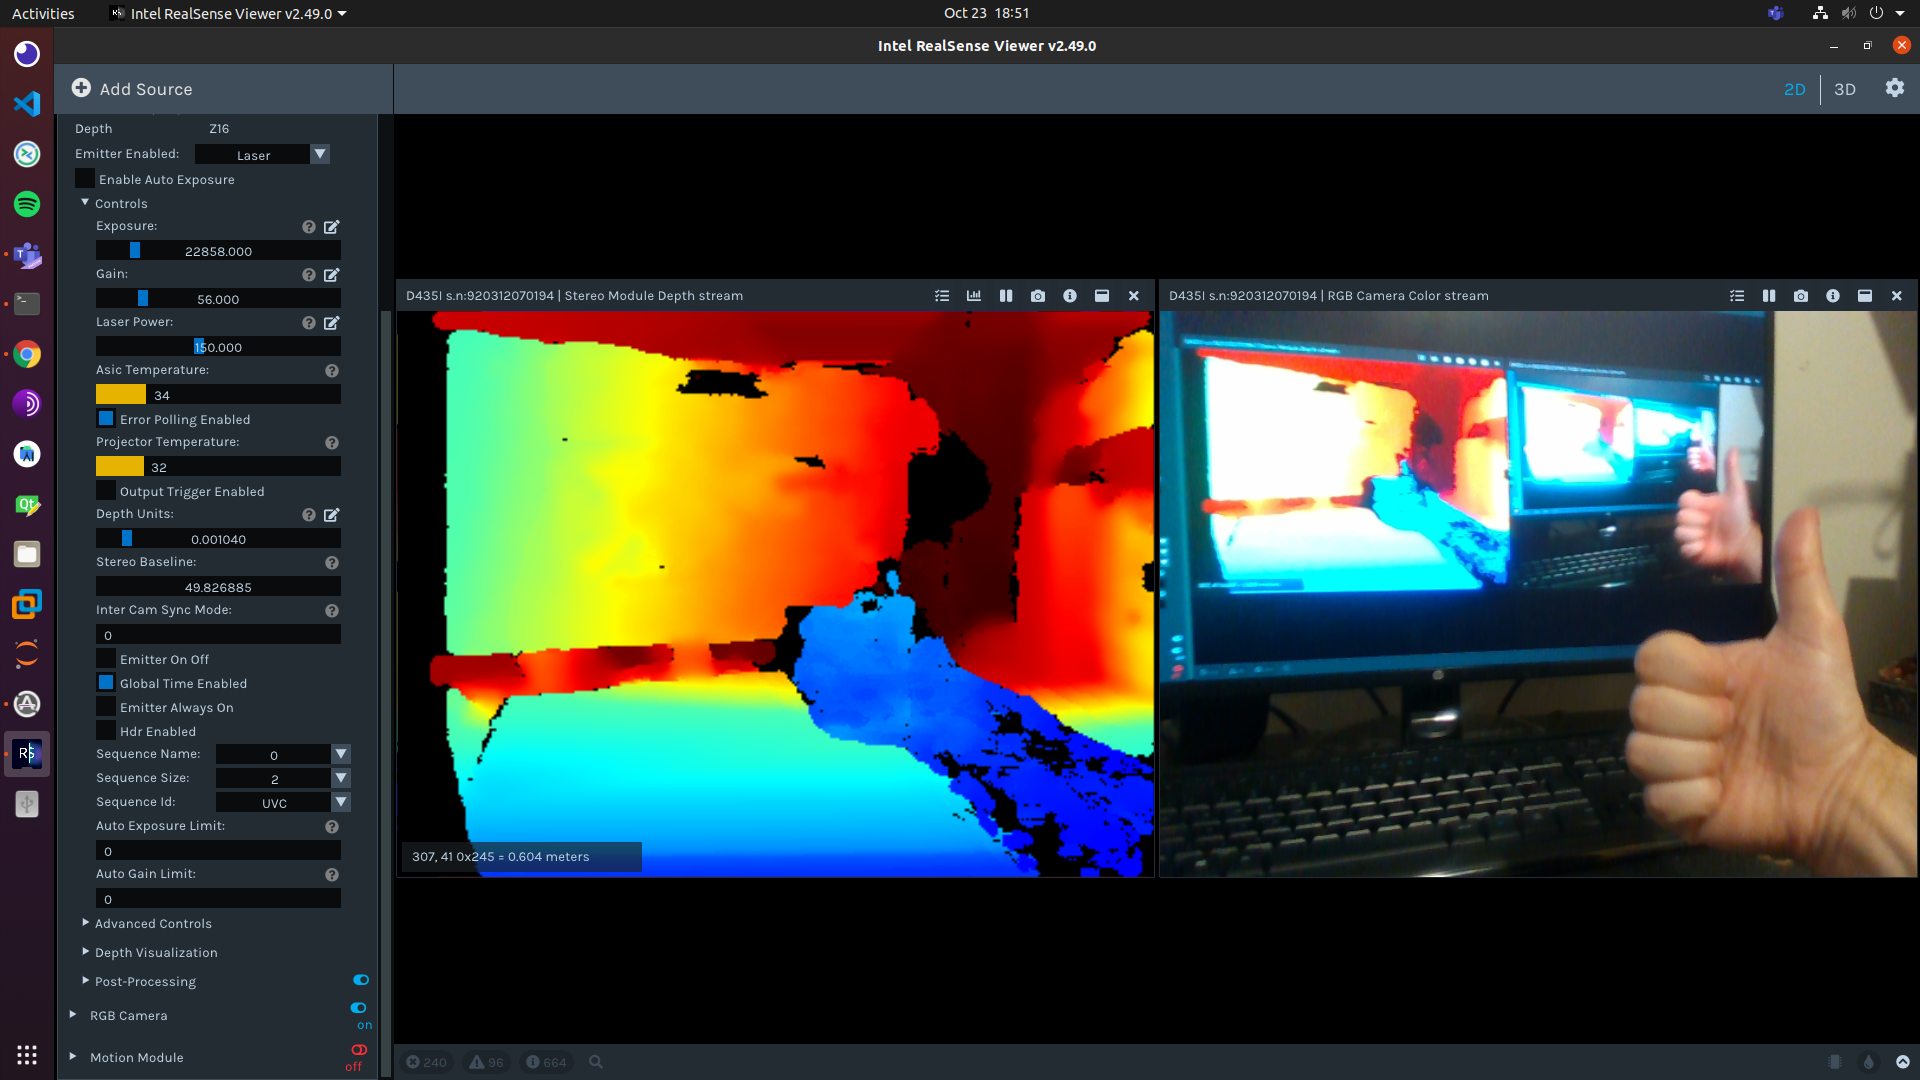 Activities
Intel RealSense Viewer v2.49.0
Oct 23 18:51
Intel RealSense Viewer v2.49.0
Add Source
2D
3D
Depth Z16
Emitter Enabled: Laser
Enable Auto Exposure
Controls
Exposure:
22858.000
Gain:
56.000
Laser Power:
150.000
Asic Temperature:
34
Error Polling Enabled
Projector Temperature:
32
Output Trigger Enabled
Depth Units:
0.001040
Stereo Baseline:
49.826885
Inter Cam Sync Mode:
0
Emitter On Off
Global Time Enabled
Emitter Always On
Hdr Enabled
Sequence Name: 0
Sequence Size: 2
Sequence Id: UVC
Auto Exposure Limit:
0
Auto Gain Limit:
0
Advanced Controls
Depth Visualization
Post-Processing
RGB Camera
on
Motion Module
off
D435I s.n:920312070194 | Stereo Module Depth stream
307, 41 0x245 = 0.604 meters
D435I s.n:920312070194 | RGB Camera Color stream
240
96
664
Qt
RS